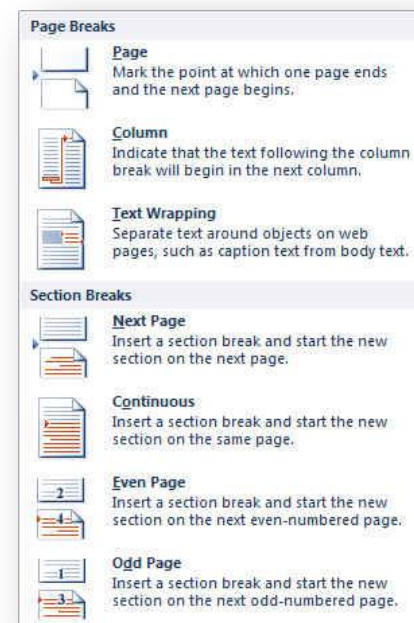 Page Breaks
Page
Mark the point at which one page ends
and the next page begins.
Column
Indicate that the text following the column
break will begin in the next column.
Text Wrapping
Separate text around objects on web
pages, such as caption text from body text.
Section Breaks
Next Page
Insert a section break and start the new
section on the next page.
Continuous
Insert a section break and start the new
section on the same page.
2
Even Page
Insert a section break and start the new
4
section on the next even-numbered page.
1
Odd Page
Insert a section break and start the new
3
section on the next odd-numbered page.